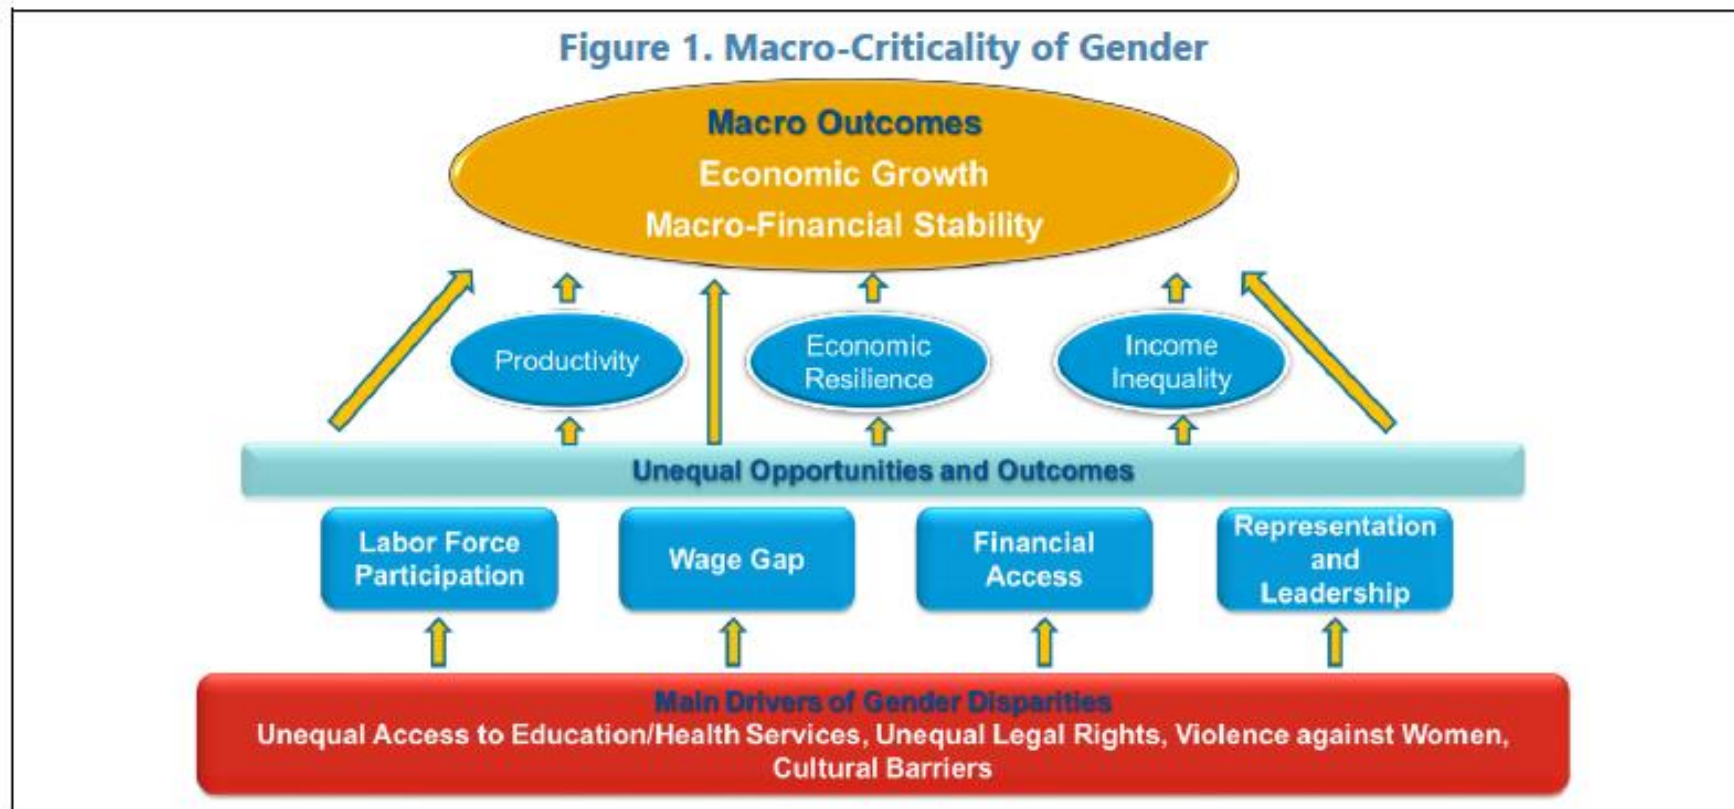 Figure 1. Macro-Criticality of Gender
Macro Outcomes
Economic Growth
Macro-Financial Stability
Productivity
Economic
Resilience
Income
Inequality
Unequal Opportunities and Outcomes
Labor Force
Participation
Wage Gap
Financial
Access
Representation
and
Leadership
Main Drivers of Gender Disparities
Unequal Access to Education/Health Services, Unequal Legal Rights, Violence against Women,
Cultural Barriers